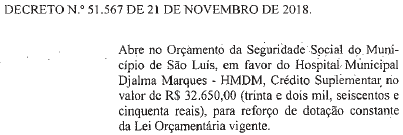 DECRETO N.º 51.567 DE 21 DE NOVEMBRO DE 2018.
Abre no Orçamento da Seguridade Social do Muni-
cípio de São Luís, em favor do Hospital Municipal
Djalma Marques - HMDM, Crédito Suplementar no
valor de R$ 32.650,00 (trinta e dois mil, seiscentos e
cinquenta reais), para reforço de dotação constante
da Lei Orçamentária vigente.